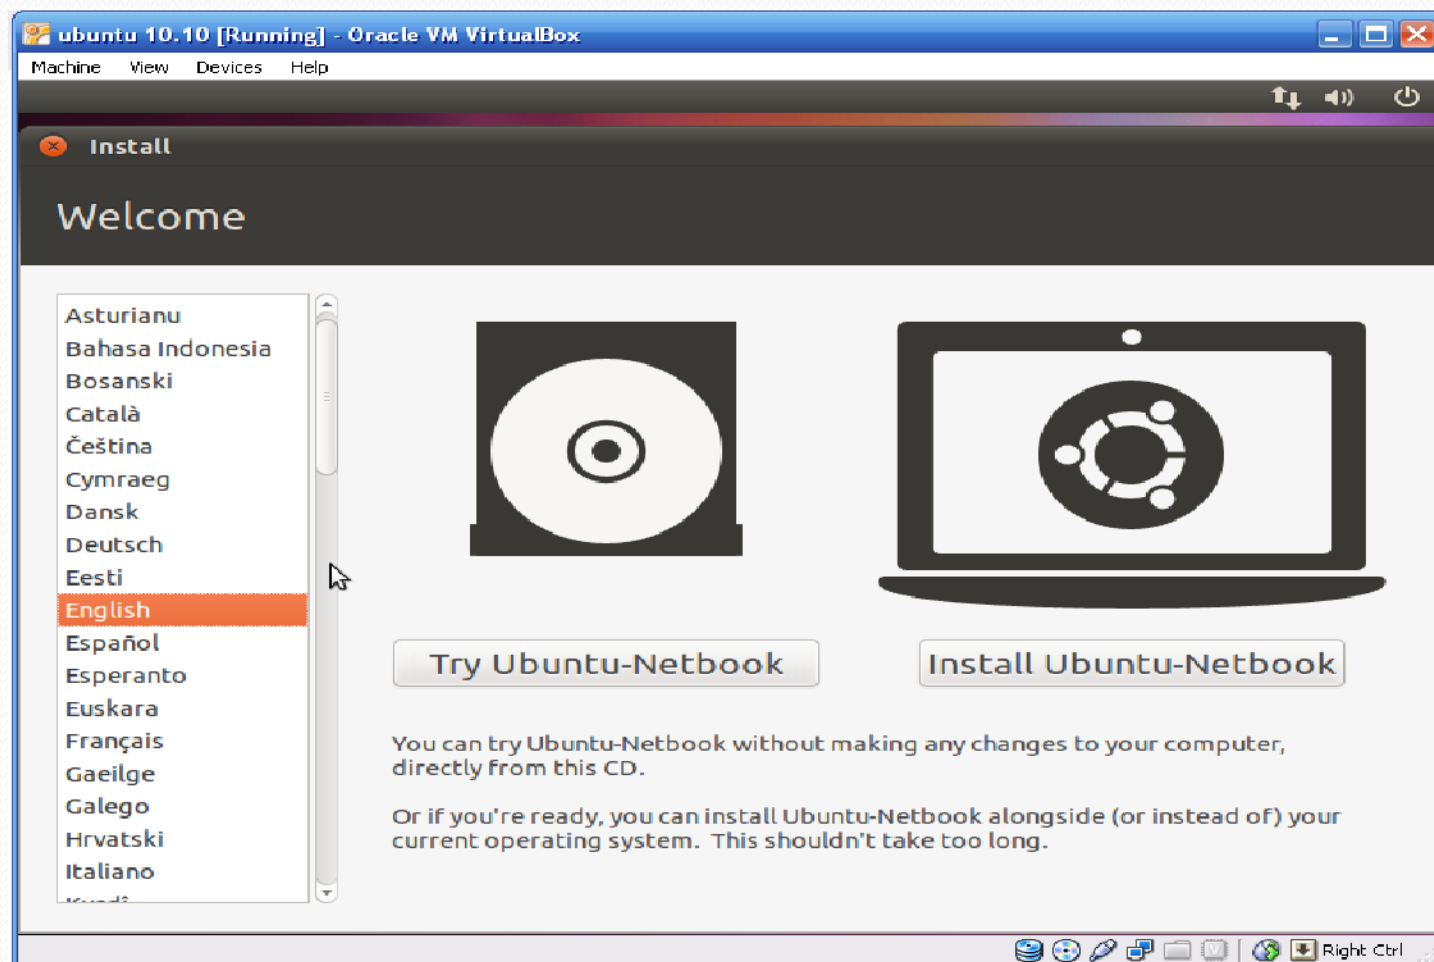 ubuntu 10.10 [Running] - Oracle VM VirtualBox
Machine View Devices Help
Install
Welcome
Asturianu
Bahasa Indonesia
Bosanski
Català
Čeština
Cymraeg
Dansk
Deutsch
Eesti
English
Español
Esperanto
Euskara
Français
Gaeilge
Galego
Hrvatski
Italiano
Try Ubuntu-Netbook
Install Ubuntu-Netbook
You can try Ubuntu-Netbook without making any changes to your computer,
directly from this CD.
Or if you're ready, you can install Ubuntu-Netbook alongside (or instead of) your
current operating system. This shouldn't take too long.
Right Ctrl